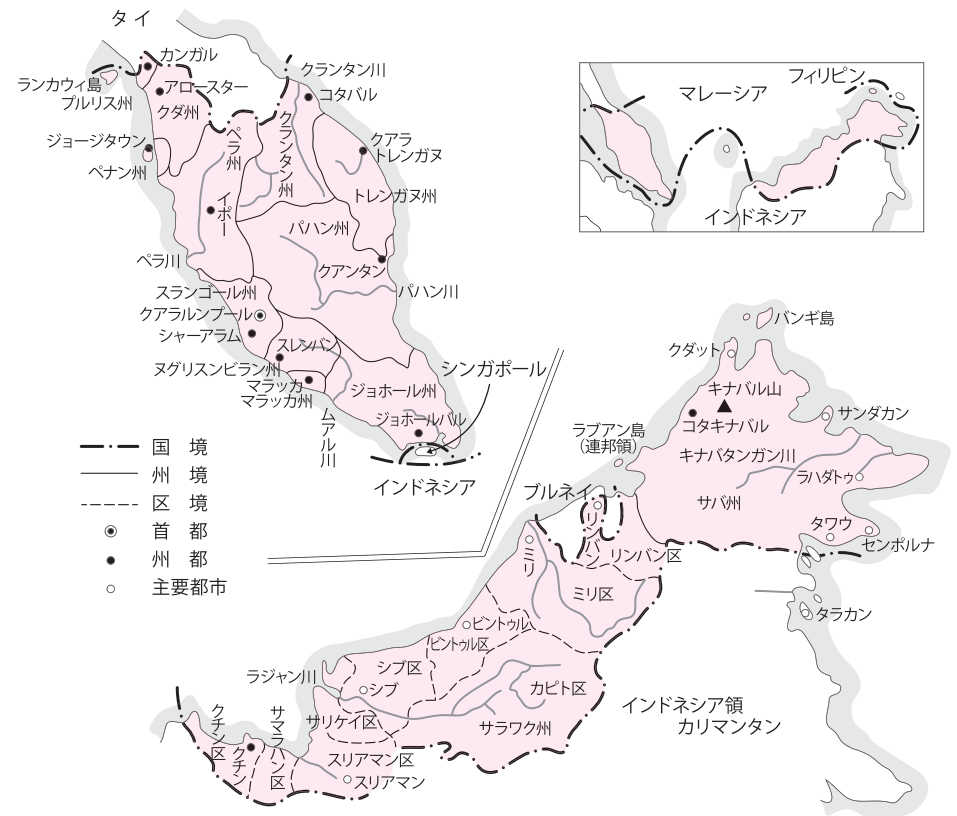 タイ
カンガル
ランカウィ島
プルリス州
アロースター
クダ州
クランタン川
コタバル
ジョージタウン
ペナン州
ペラ州
クランタン州
クアラ
トレンガヌ
トレンガヌ州
イポー
パハン州
クアンタン
ペラ川
パハン川
スランゴール州
クアラルンプール
シャーアラム
スレンバン
ヌグリスンビラン州
マラッカ
マラッカ州
ムアル川
ジョホール州
ジョホールバル
シンガポール
インドネシア
フィリピン
マレーシア
インドネシア
国境
州境
区境
首都
州都
主要都市
バンギ島
クダット
キナバル山
コタキナバル
サンダカン
ラブアン島
(連邦領)
キナバタンガン川
ラハダトゥ
サバ州
タワウ
センポルナ
ブルネイ
リンバン
リンバン区
ミリ
ミリ区
タラカン
ビントゥル
ビントゥル区
ラジャン川
シブ区
シブ
カピト区
サリケイ区
サラワク州
インドネシア領
カリマンタン
クチン区
クチン
サマラハン区
スリアマン区
スリアマン